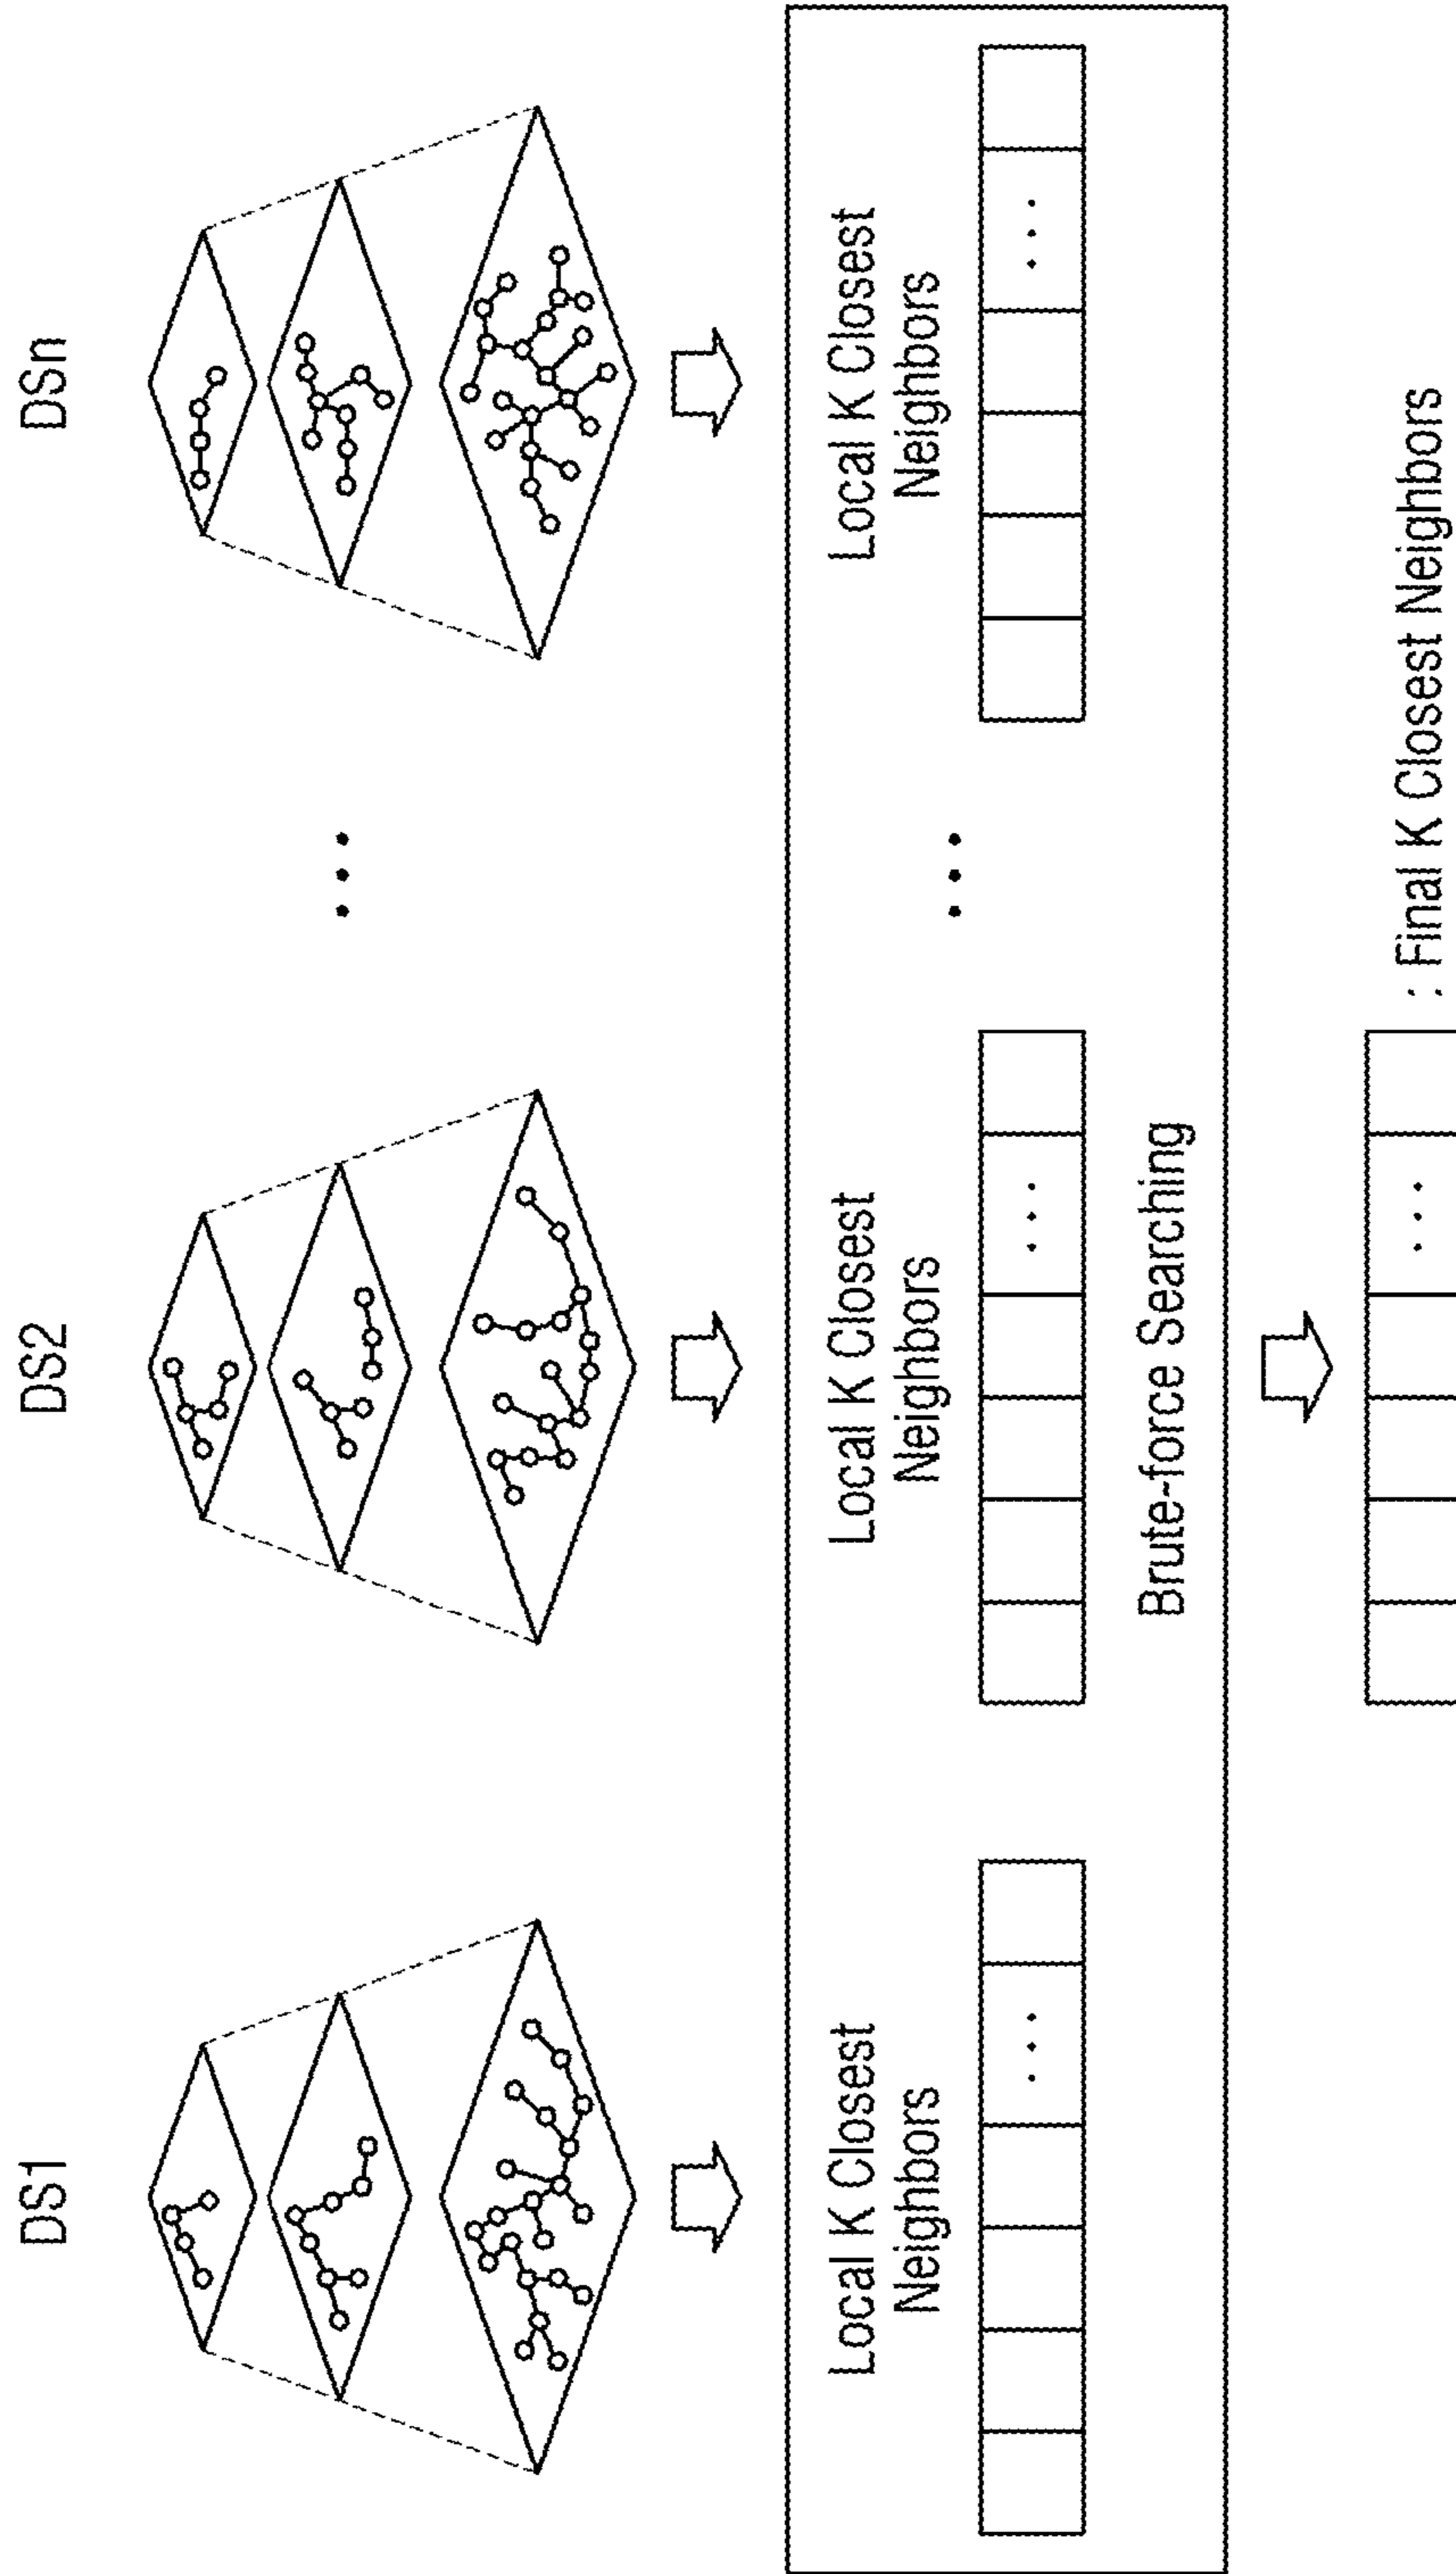 DS1
DS2
...
DSn
Local K Closest
Neighbors
Local K Closest
Neighbors
...
Local K Closest
Neighbors
...
...
...
Brute-force Searching
...
: Final K Closest Neighbors